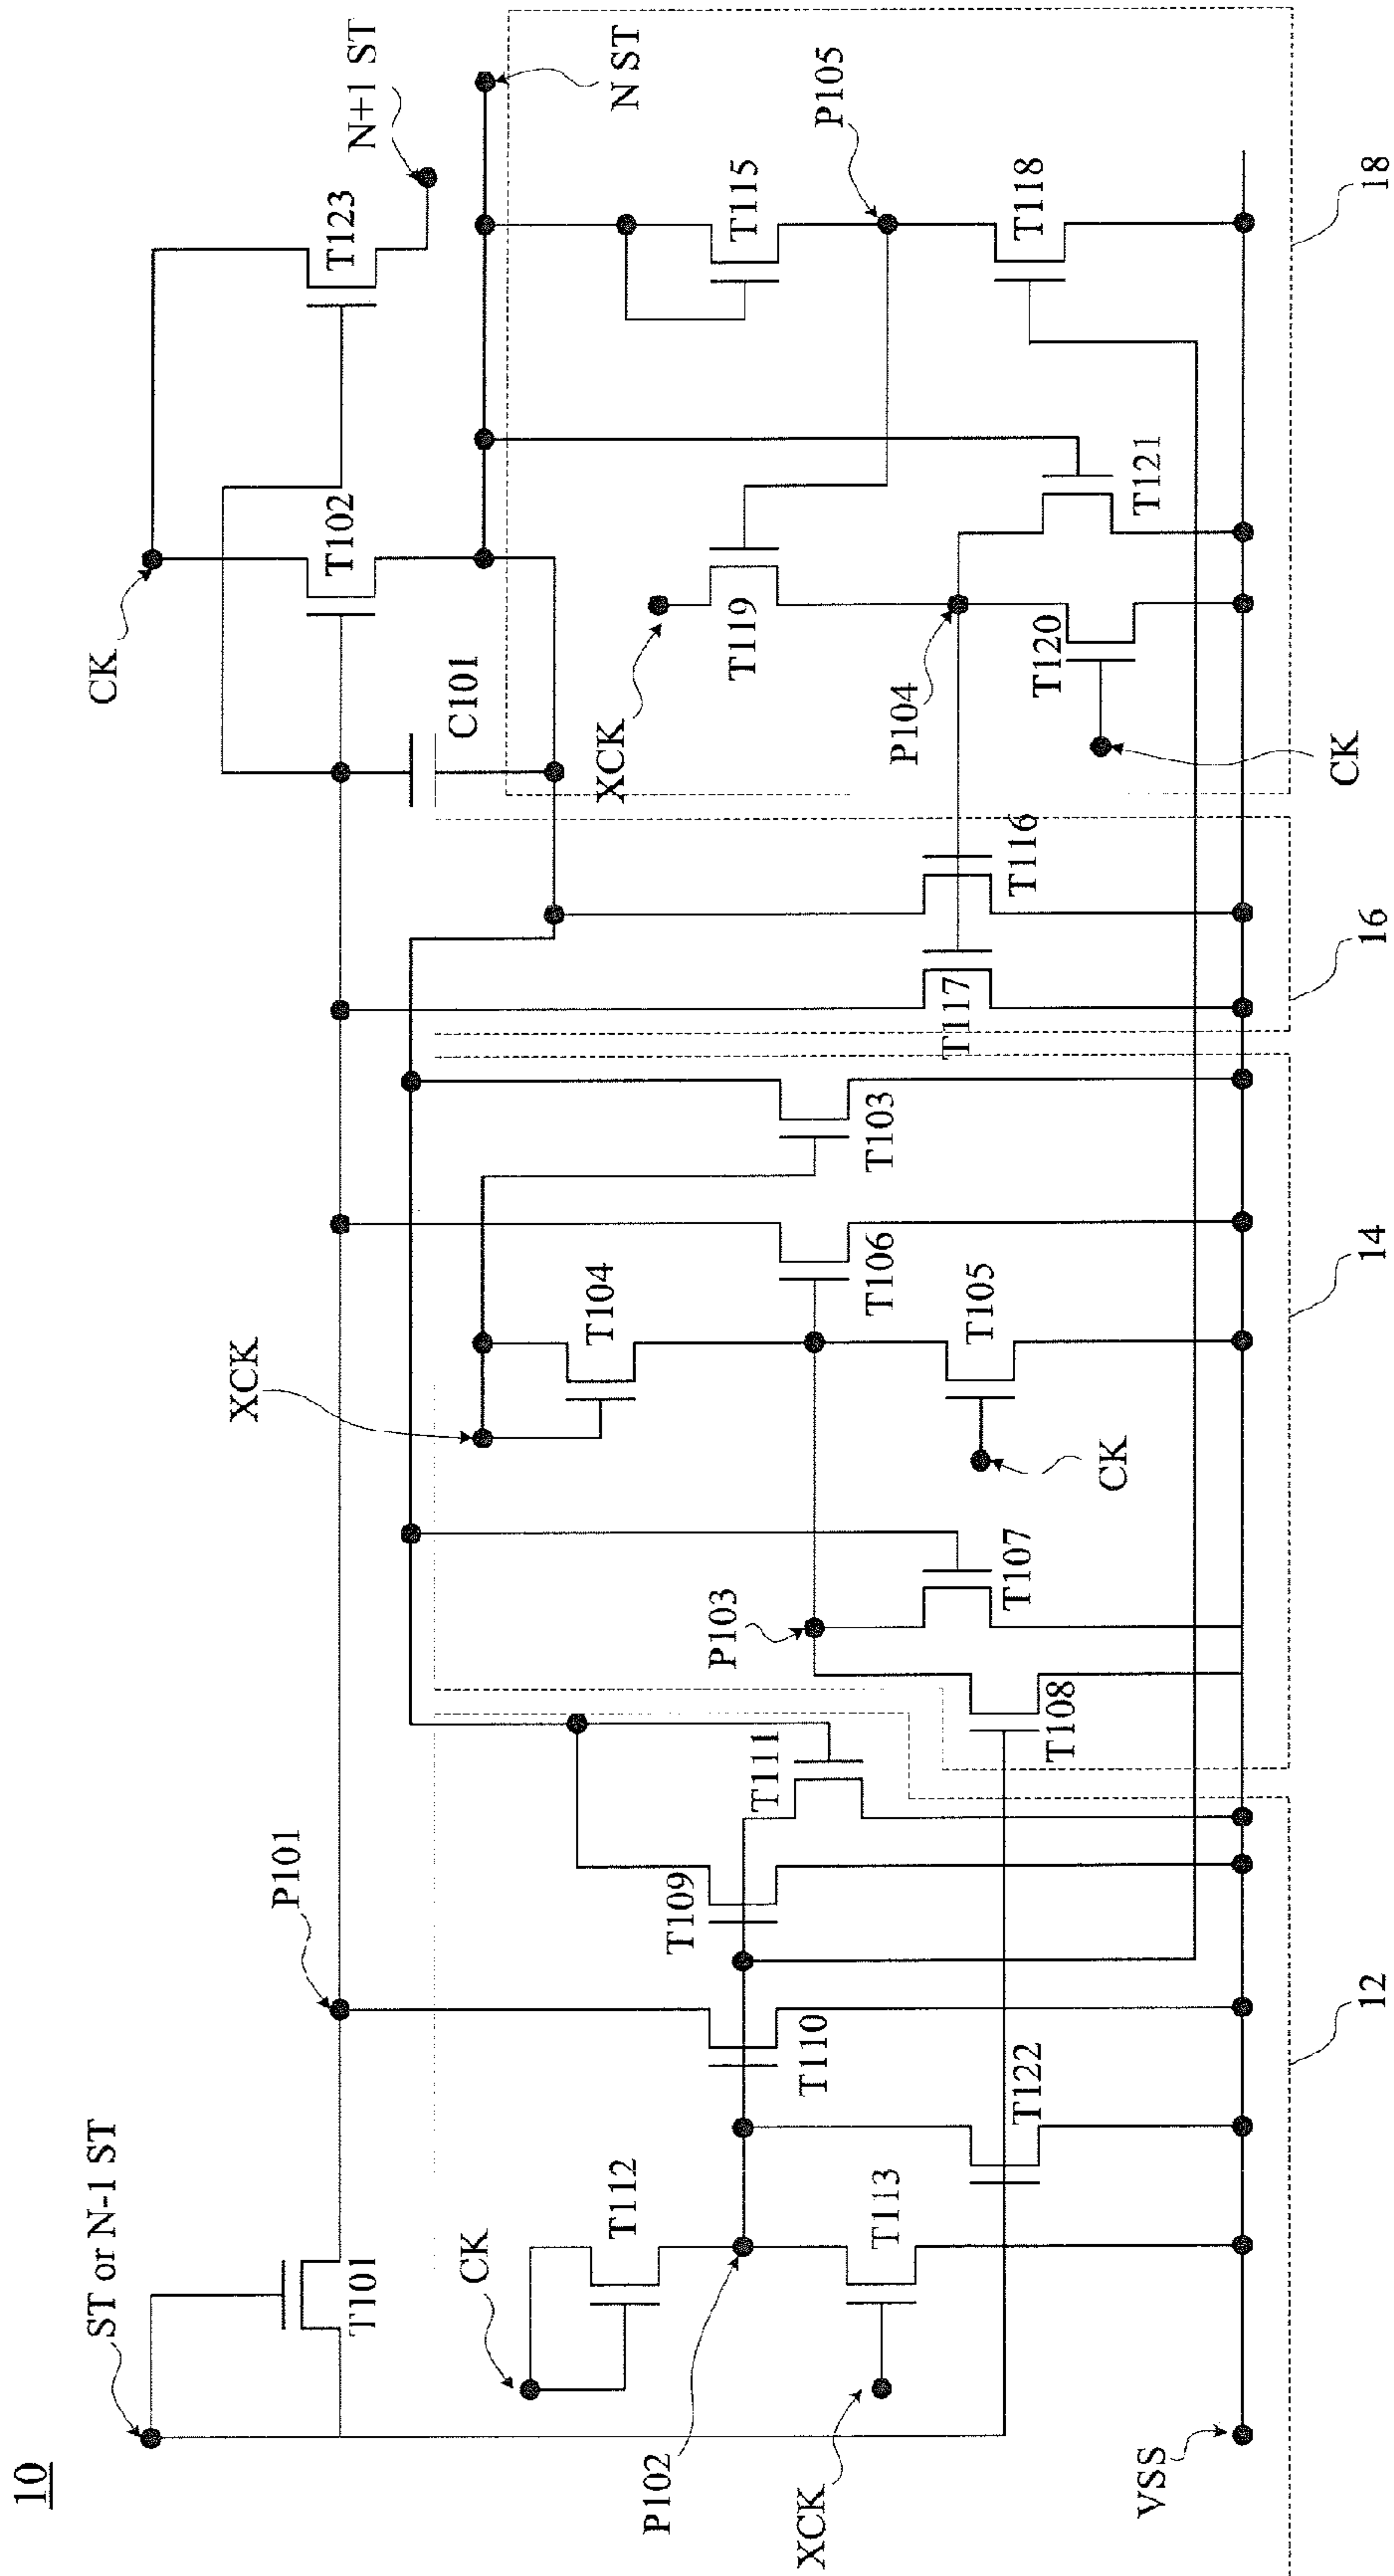 10
ST or N-1 ST
T101
P101
CK
T112
P102
XCK
T113
VSS
T110
T122
T109
T111
12
T108
P103
T107
XCK
T104
CK
T105
T106
T103
14
T117
T116
16
C101
CK
T102
T123
N+1 ST
N ST
XCK
T119
P104
T120
CK
T121
T115
P105
T118
18